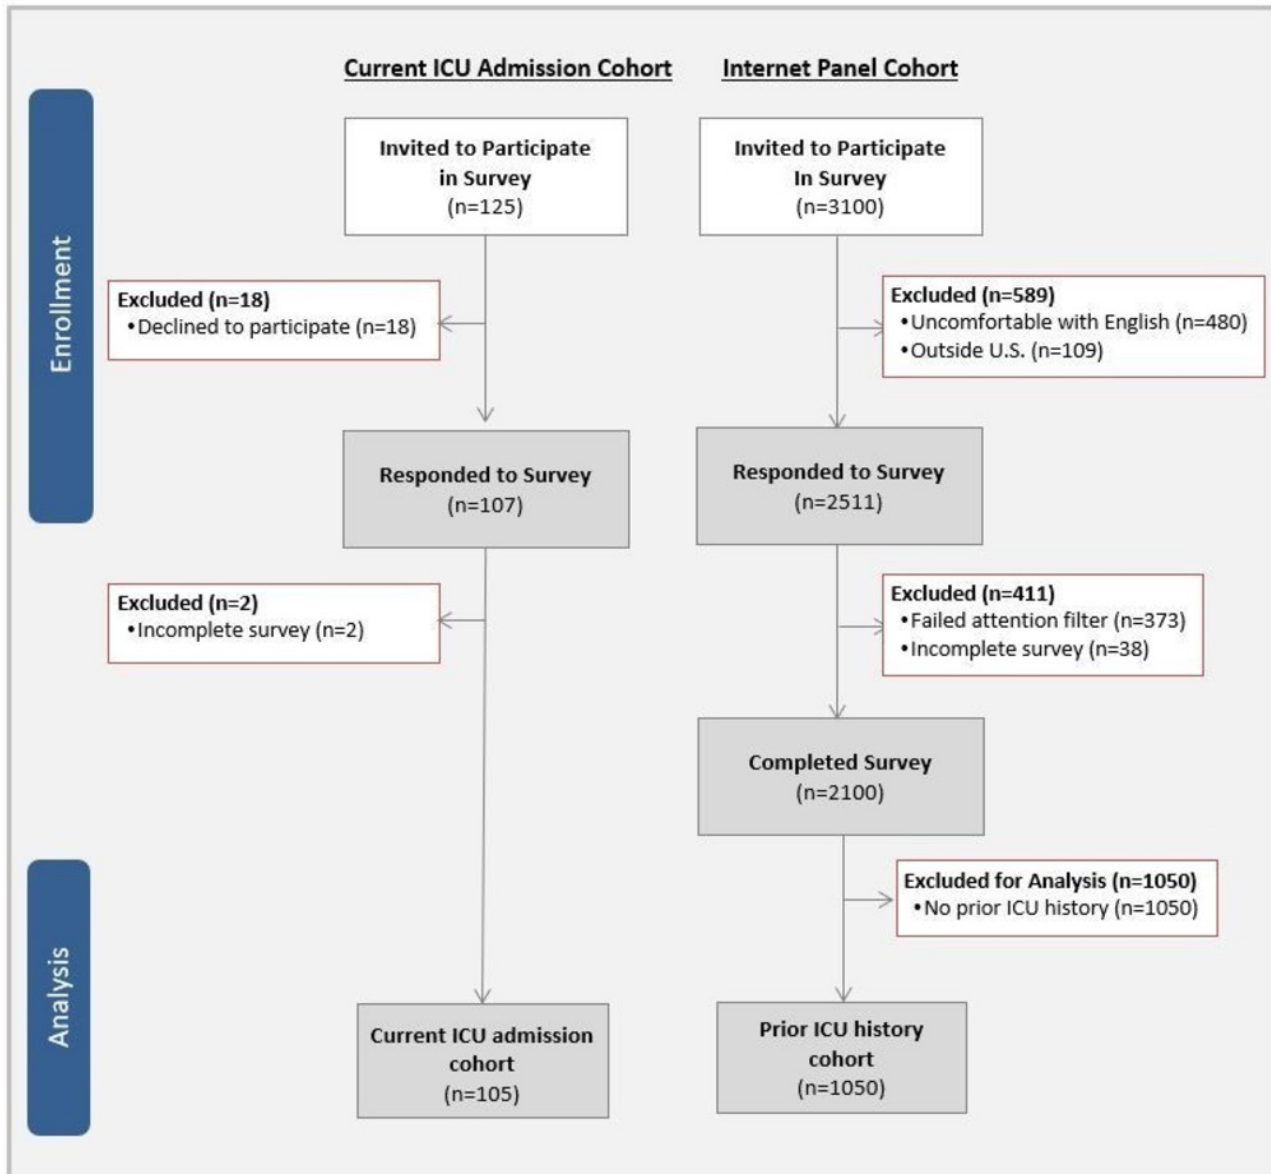 Current ICU Admission Cohort
Internet Panel Cohort
Enrollment
Invited to Participate
in Survey
(n=125)
Invited to Participate
In Survey
(n=3100)
Excluded (n=18)
•Declined to participate (n=18)
Excluded (n=589)
•Uncomfortable with English (n=480)
•Outside U.S. (n=109)
Responded to Survey
(n=107)
Responded to Survey
(n=2511)
Excluded (n=2)
•Incomplete survey (n=2)
Excluded (n=411)
•Failed attention filter (n=373)
•Incomplete survey (n=38)
Completed Survey
(n=2100)
Analysis
Excluded for Analysis (n=1050)
•No prior ICU history (n=1050)
Current ICU admission
cohort
(n=105)
Prior ICU history
cohort
(n=1050)